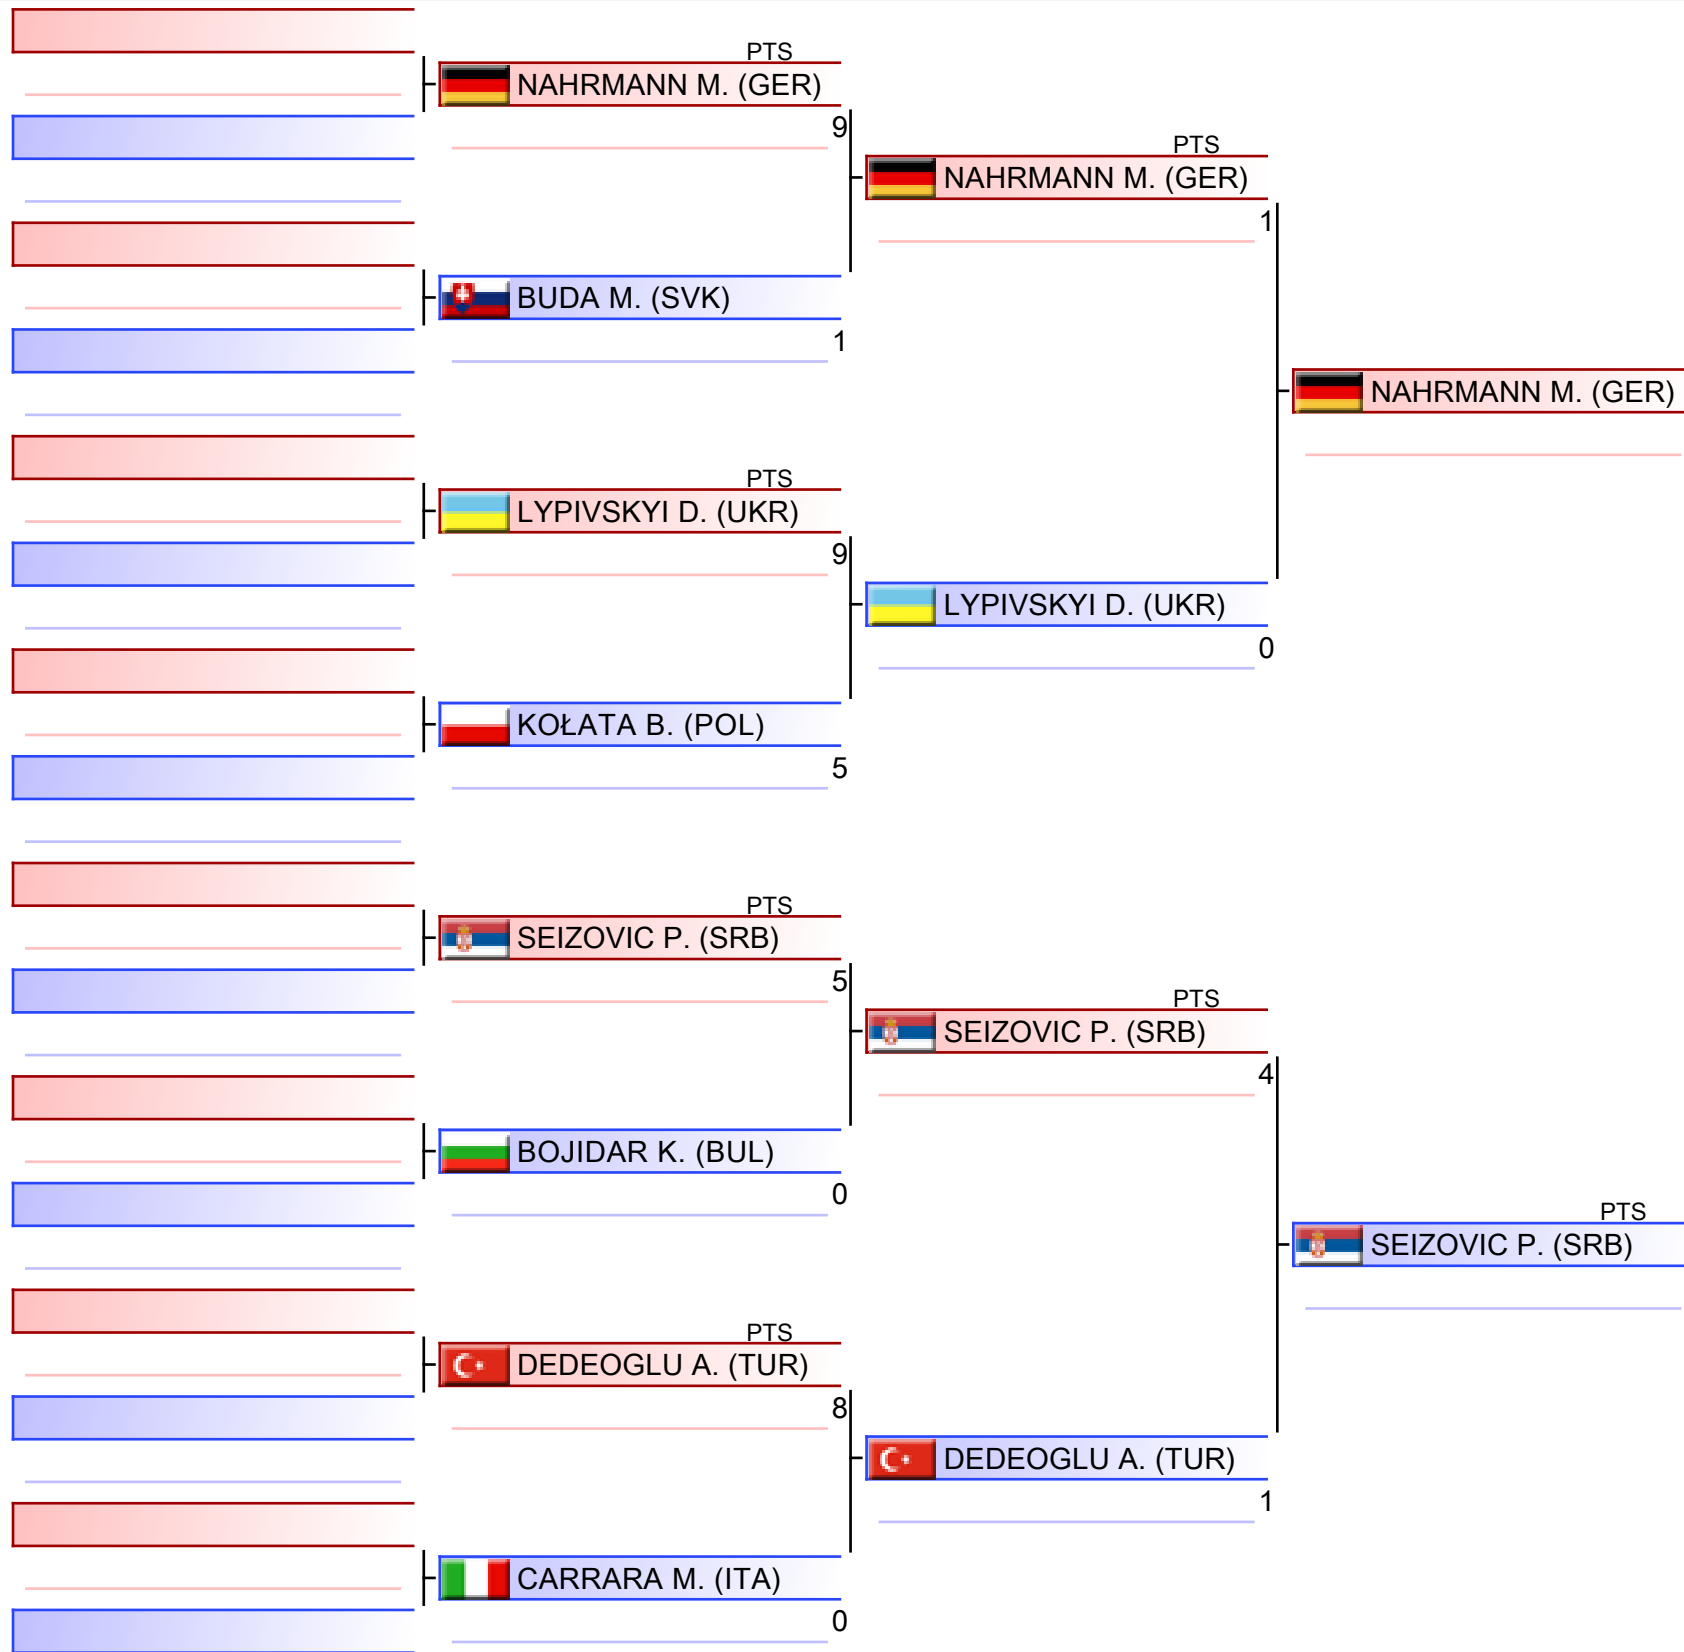 PTS
NAHRMANN M. (GER)
9
BUDA M. (SVK)
1
PTS
LYPIVSKYI D. (UKR)
9
KOŁATA B. (POL)
5
PTS
SEIZOVIC P. (SRB)
5
BOJIDAR K. (BUL)
0
PTS
DEDEOGLU A. (TUR)
8
CARRARA M. (ITA)
0
PTS
NAHRMANN M. (GER)
1
LYPIVSKYI D. (UKR)
0
PTS
SEIZOVIC P. (SRB)
4
DEDEOGLU A. (TUR)
1
NAHRMANN M. (GER)
PTS
SEIZOVIC P. (SRB)